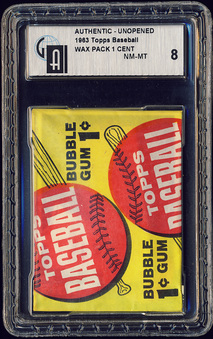 AUTHENTIC - UNOPENED
1963 Topps Baseball
WAX PACK 1 CENT
NM-MT
8
GAI
BUBBLE
GUM 1¢
TOPPS
BASEBALL
TOPPS
BASEBALL
BUBBLE
1¢ GUM